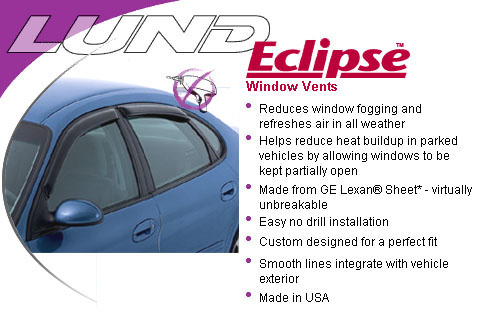 LUND
Eclipse™
Window Vents
• Reduces window fogging and
refreshes air in all weather
• Helps reduce heat buildup in parked
vehicles by allowing windows to be
kept partially open
• Made from GE Lexan® Sheet* - virtually
unbreakable
• Easy no drill installation
• Custom designed for a perfect fit
• Smooth lines integrate with vehicle
exterior
• Made in USA